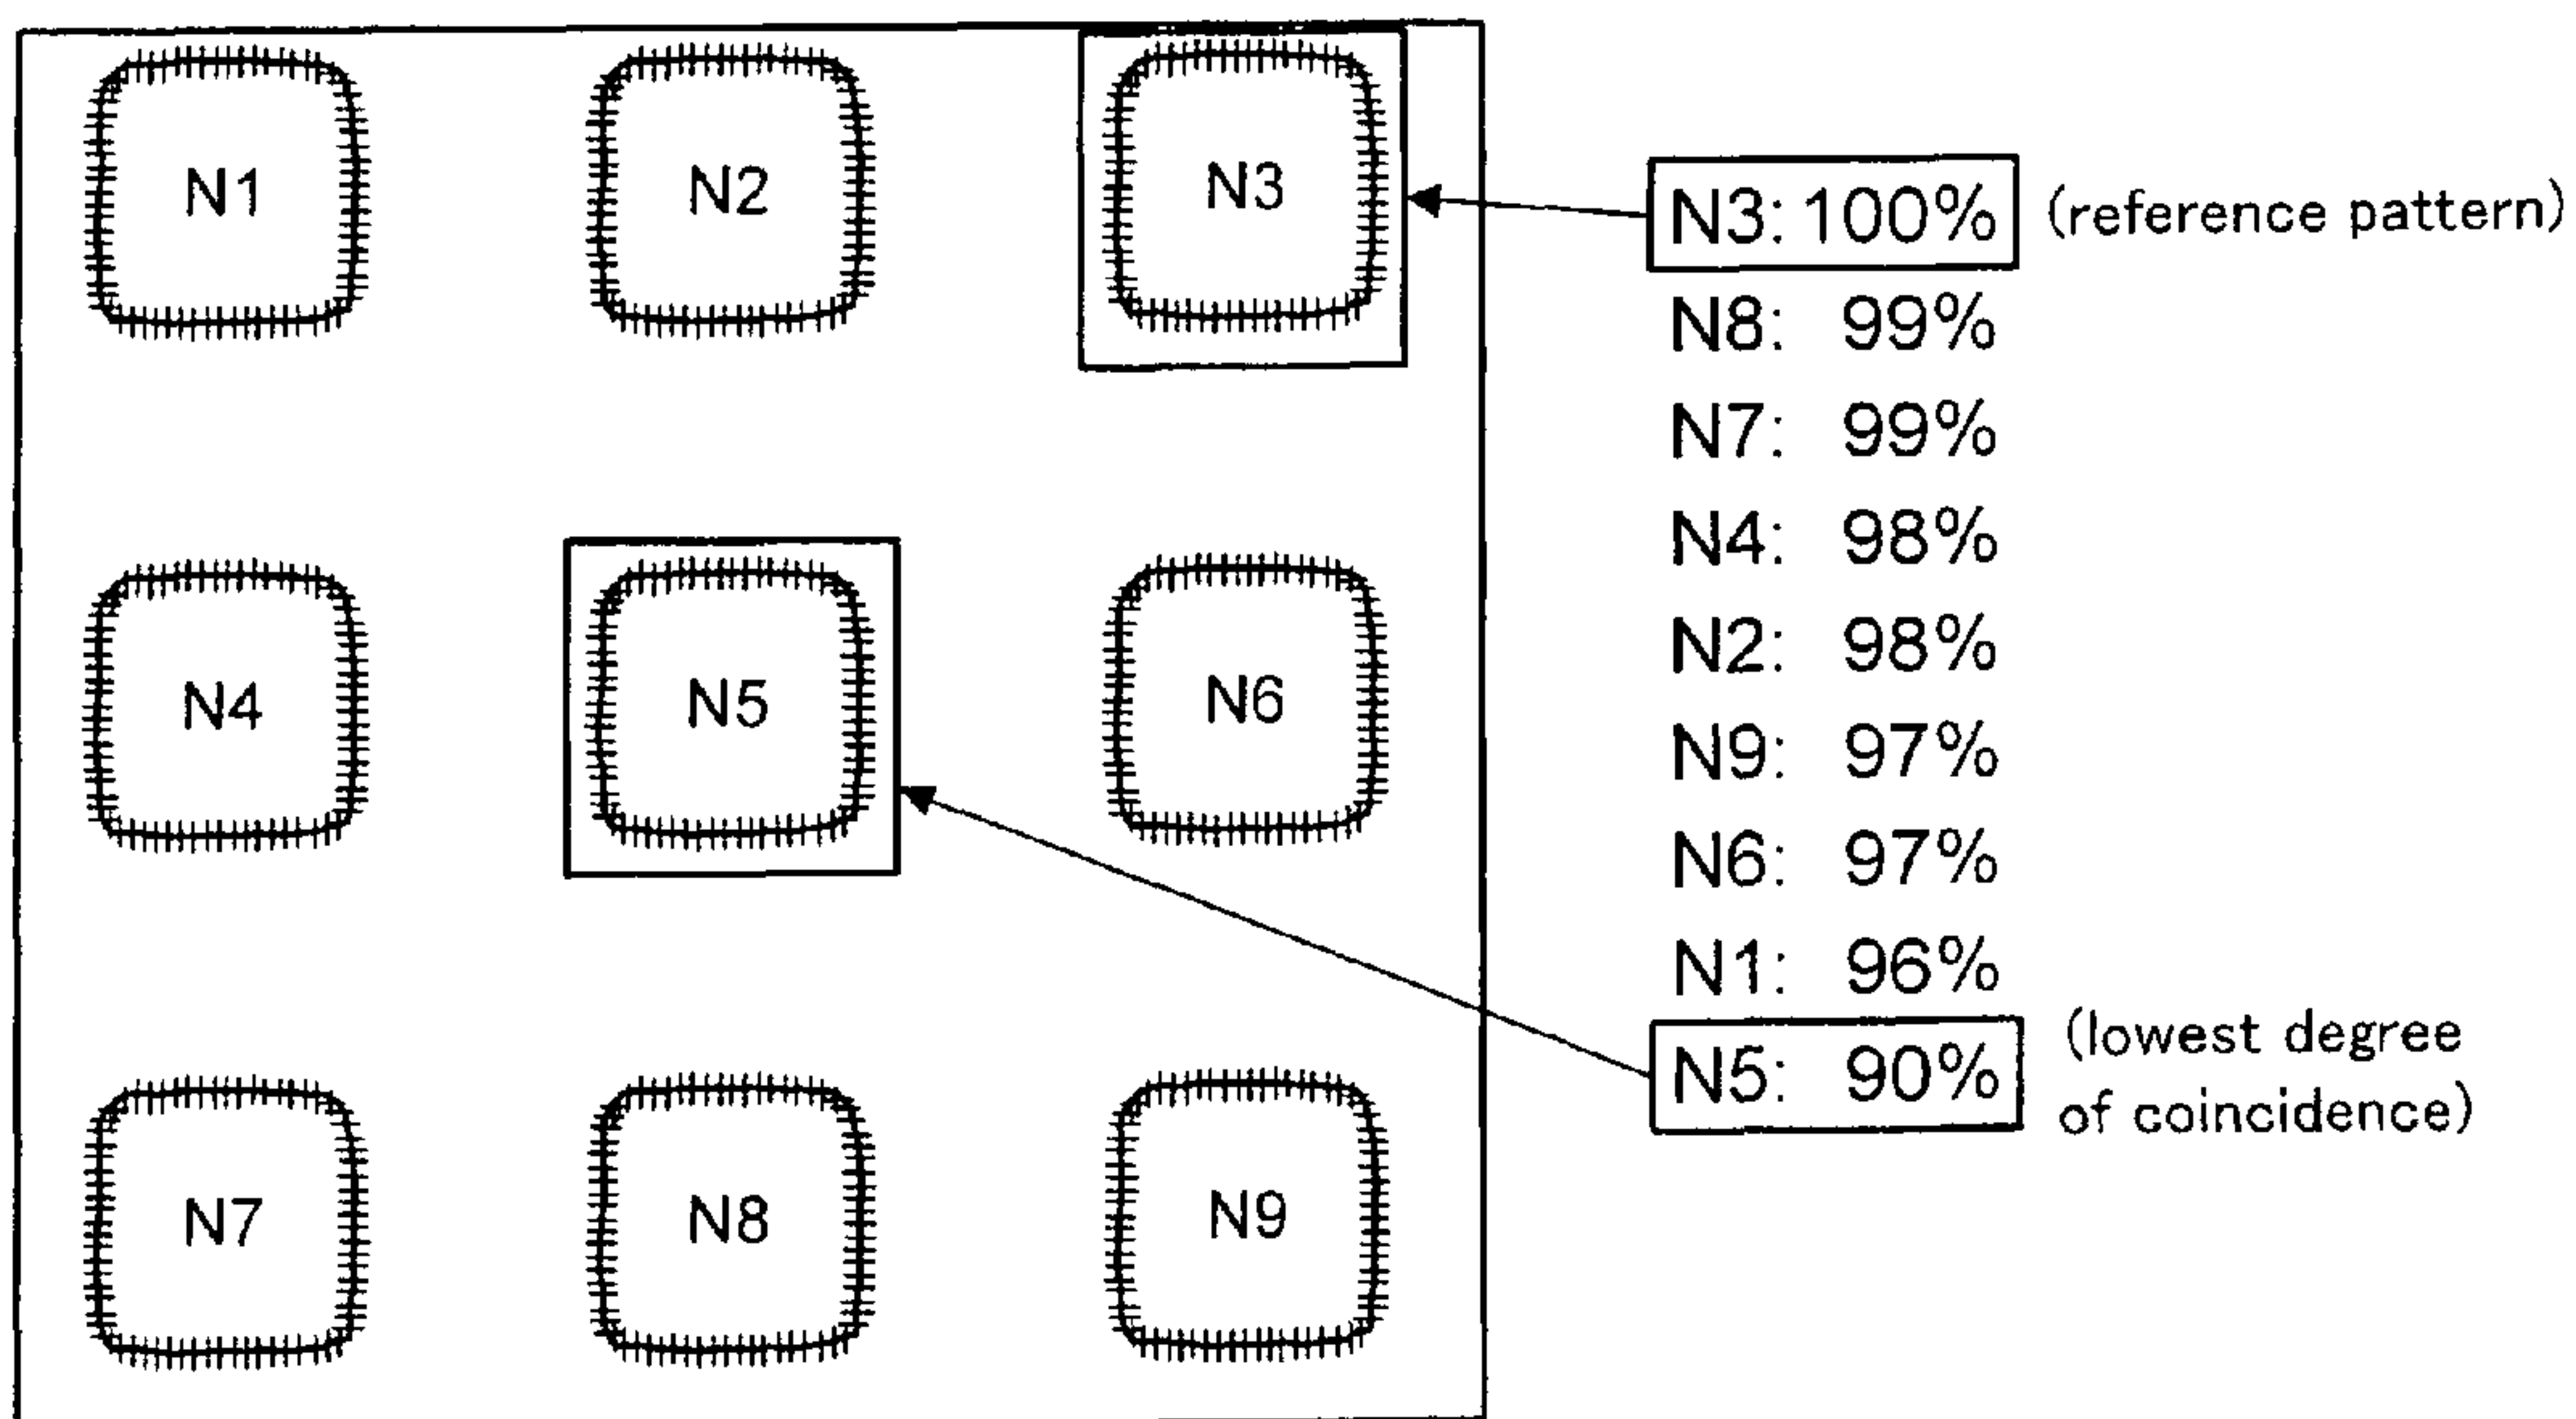 N1 N2 N3
N4 N5 N6
N7 N8 N9
N3: 100% (reference pattern)
N8: 99%
N7: 99%
N4: 98%
N2: 98%
N9: 97%
N6: 97%
N1: 96%
N5: 90% (lowest degree
of coincidence)